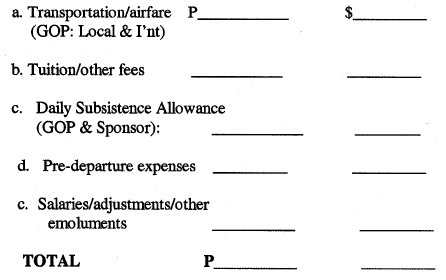 a. Transportation/airfare P__________ $__________
(GOP: Local & I'nt)
b. Tuition/other fees __________ __________
c. Daily Subsistence Allowance
(GOP & Sponsor): __________ __________
d. Pre-departure expenses __________ __________
c. Salaries/adjustments/other
emoluments __________ __________
TOTAL P__________ __________